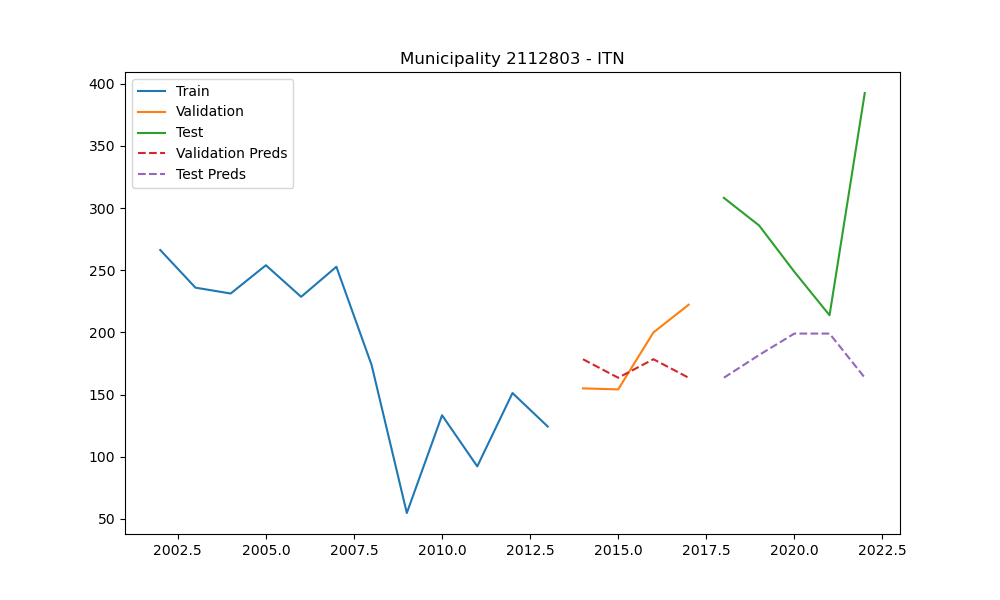 Municipality 2112803 - ITN
400
350
300
250
200
150
100
50
Train
Validation
Test
Validation Preds
Test Preds
2002.5 2005.0 2007.5 2010.0 2012.5 2015.0 2017.5 2020.0 2022.5